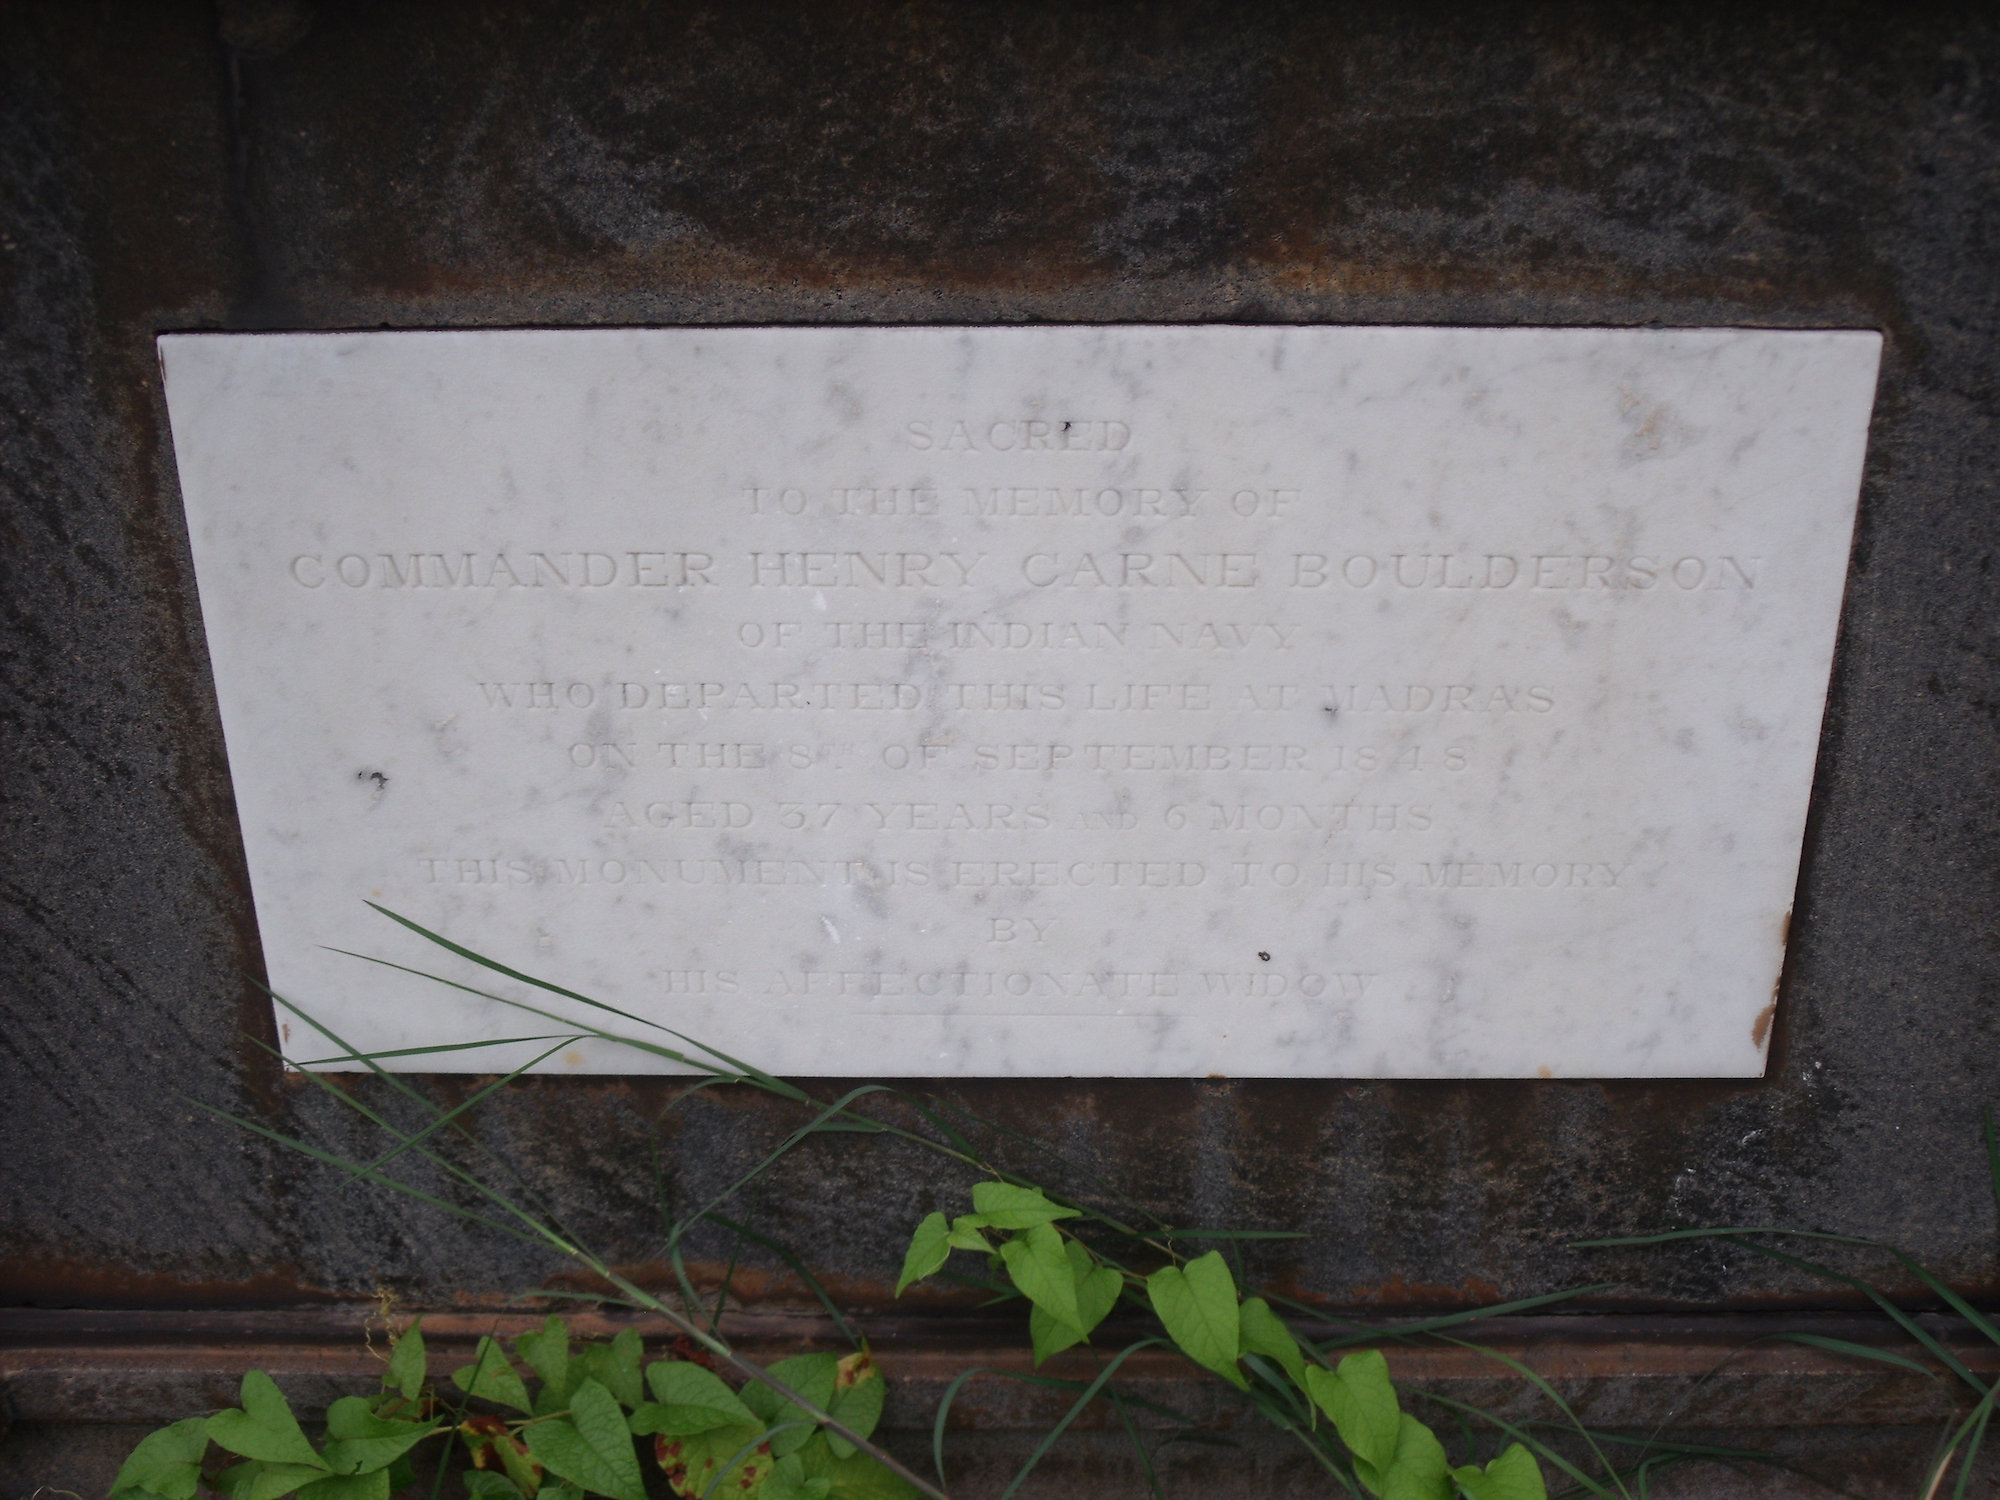 SACRED
TO THE MEMORY OF
COMMANDER HENRY CARNE BOULDERSON
OF THE INDIAN NAVY
WHO DEPARTED THIS LIFE AT MADRAS
ON THE 8TH OF SEPTEMBER 1848
AGED 37 YEARS AND 6 MONTHS
THIS MONUMENT IS ERECTED TO HIS MEMORY
BY
HIS AFFECTIONATE WIDOW